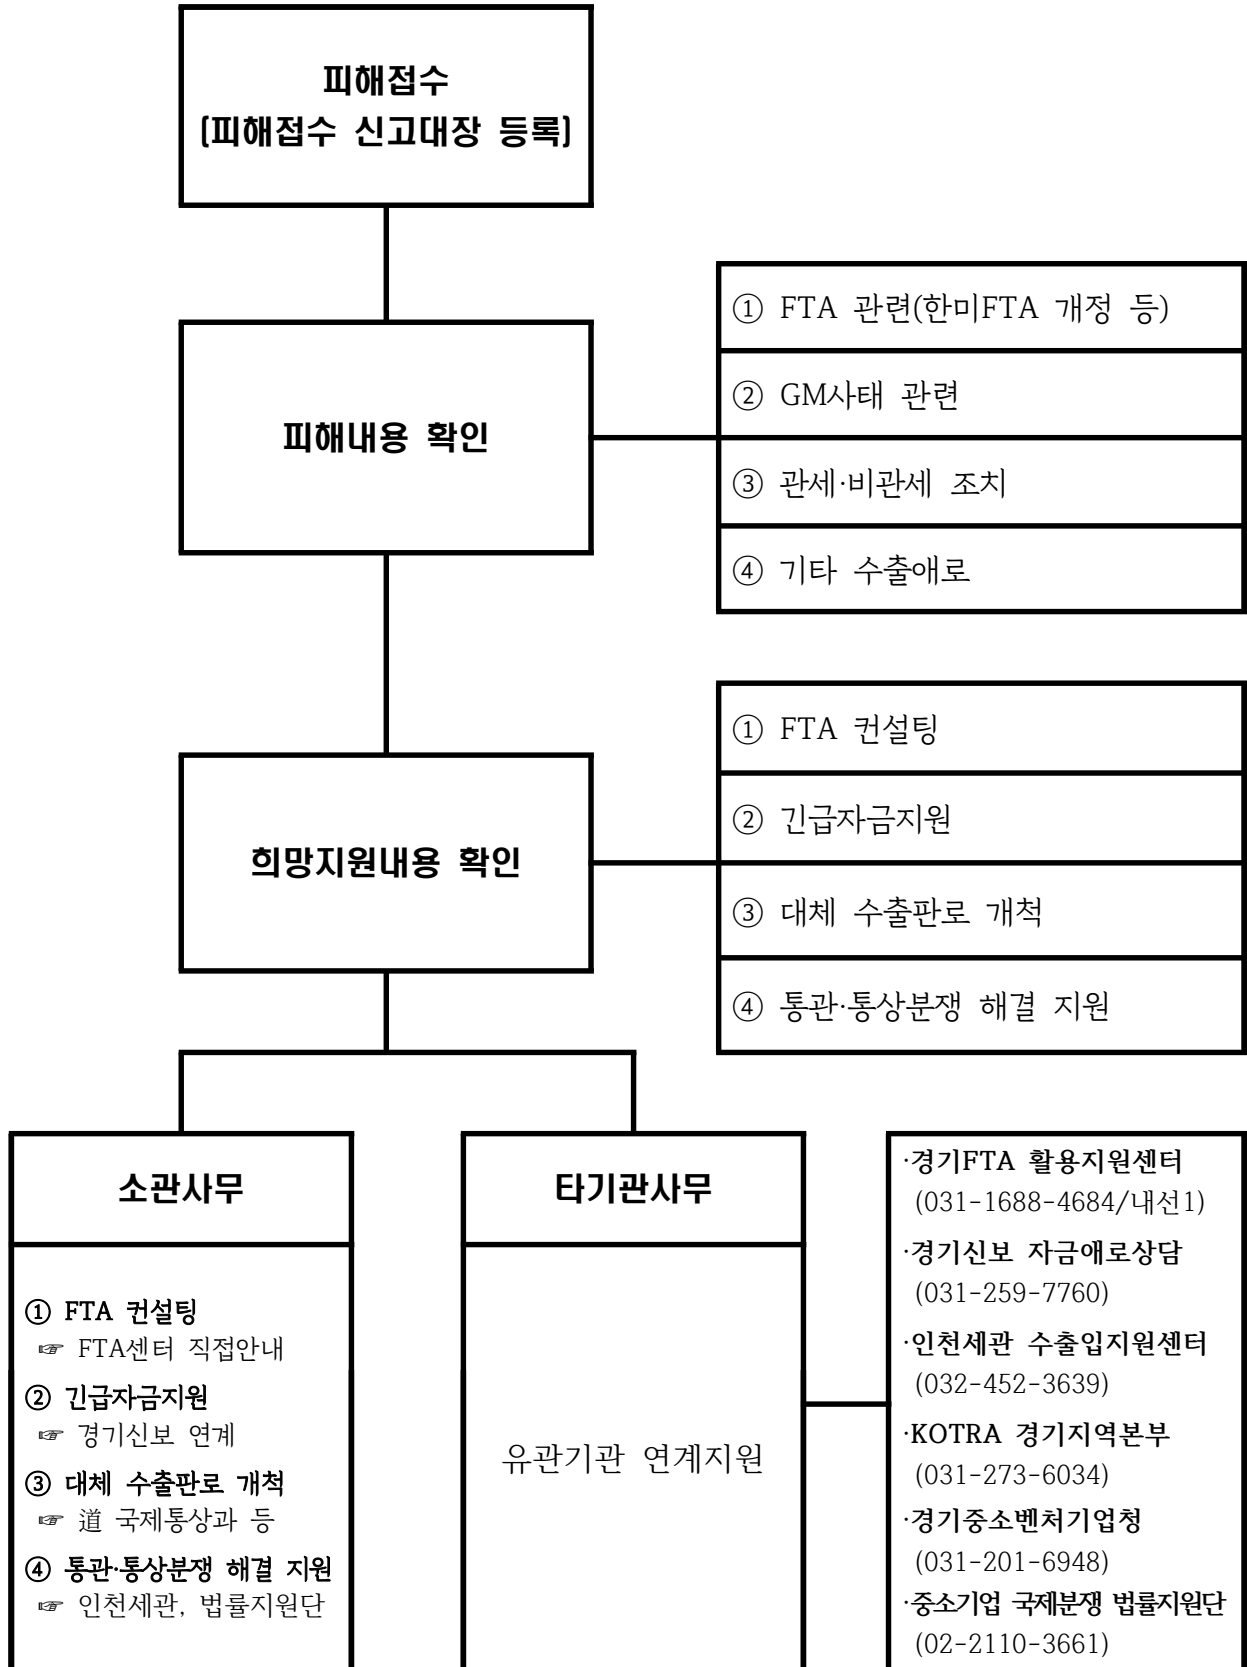 피해접수
[피해접수 신고대장 등록]
피해내용 확인
① FTA 관련(한미FTA 개정 등)
② GM사태 관련
③ 관세·비관세 조치
④ 기타 수출애로
희망지원내용 확인
① FTA 컨설팅
② 긴급자금지원
③ 대체 수출판로 개척
④ 통관·통상분쟁 해결 지원
소관사무
① FTA 컨설팅
☞ FTA센터 직접안내
② 긴급자금지원
☞ 경기신보 연계
③ 대체 수출판로 개척
☞ 道 국제통상과 등
④ 통관·통상분쟁 해결 지원
☞ 인천세관, 법률지원단
타기관사무
유관기관 연계지원
·경기FTA 활용지원센터
(031-1688-4684/내선1)
·경기신보 자금애로상담
(031-259-7760)
·인천세관 수출입지원센터
(032-452-3639)
·KOTRA 경기지역본부
(031-273-6034)
·경기중소벤처기업청
(031-201-6948)
·중소기업 국제분쟁 법률지원단
(02-2110-3661)